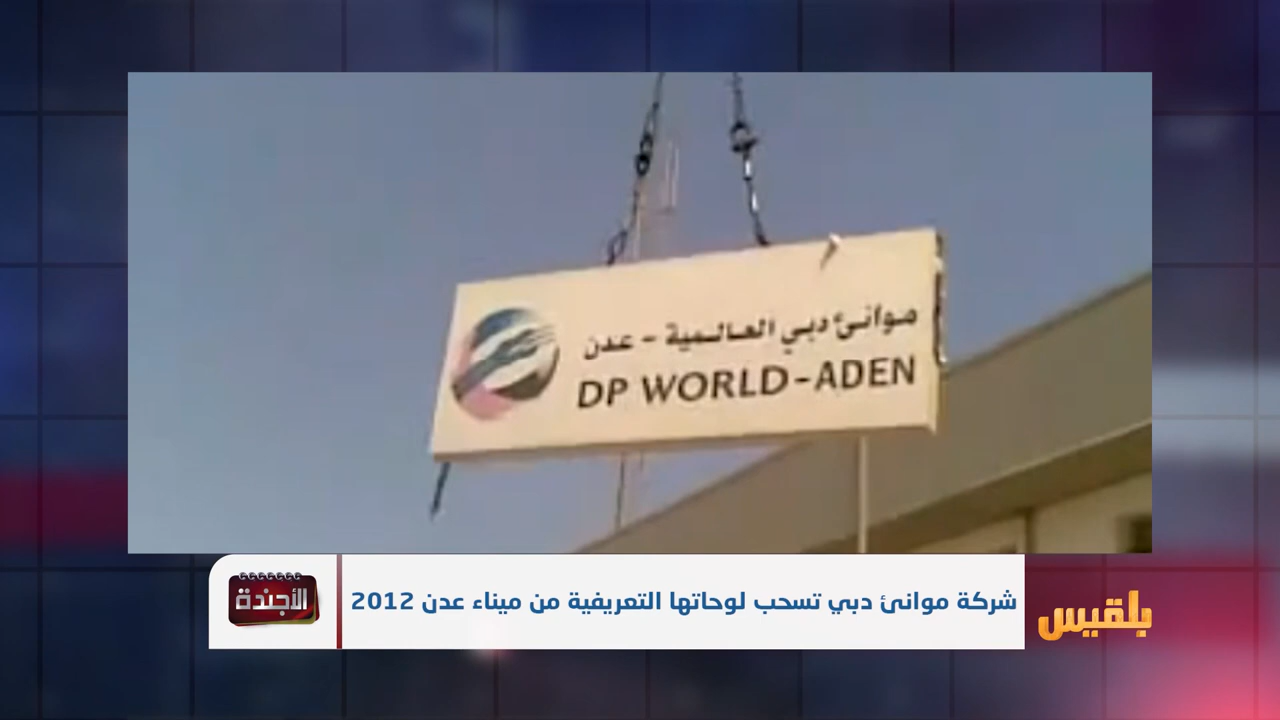 موانئ دبي العالمية - عدن
DP WORLD-ADEN
شركة موانئ دبي تسحب لوحاتها التعريفية من ميناء عدن 2012
الأجندة
بلقيس